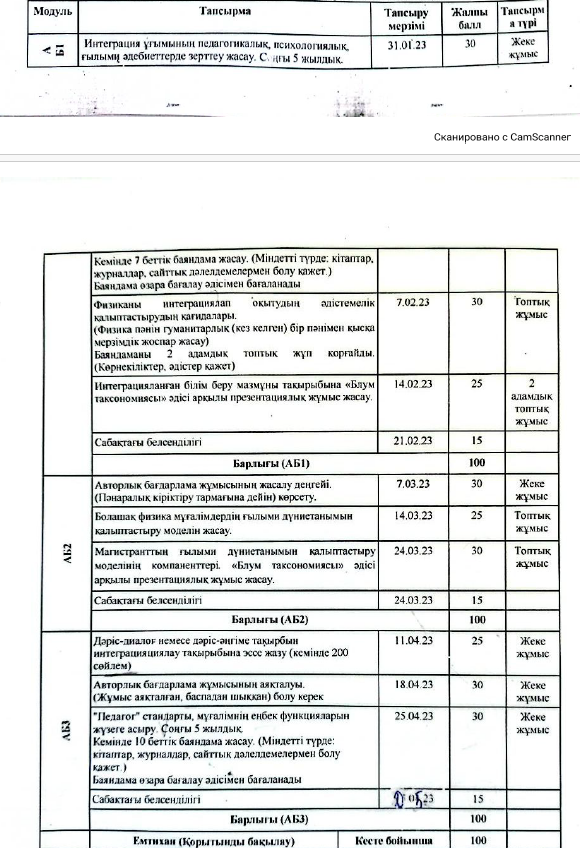 Модуль Тапсырма Тапсыру мерзімі Жалпы балл Тапсырма түрі
АБ1
Интеграция ұғымының педагогикалық, психологиялық, 31.01.23 30 Жеке
ғылыми әдебиеттерде зерттеу жасау. С ңғы 5 жылдық. жұмыс
Сканировано с CamScanner
Кемінде 7 беттік баяндама жасау. (Міндетті түрде: кітаптар,
журналдар, сайттық дәлелдемелермен болу қажет.)
Баяндама өзара бағалау әдісімен бағаланады
Физиканы интеграциялап оқытудың әдістемелік 7.02.23 30 Топтық
қалыптастырудың қағидалары. жұмыс
(Физика пәнін гуманитарлық (кез келген) бір пәнімен қысқа
мерзімдік жоспар жасау)
Баяндаманы 2 адамдық топтық жұп қорғайды.
(Көрнекіліктер, әдістер қажет)
Интеграцияланған білім беру мазмұны тақырыбына «Блум 14.02.23 25 2
таксономиясы» әдісі арқылы презентациялық жұмыс жасау. адамдық
топтық
жұмыс
Сабақтағы белсенділігі 21.02.23 15
Барлығы (АБ1) 100
АБ2
Авторлық бағдарлама жұмысының жасалу деңгейі. 7.03.23 30 Жеке
(Пәнаралық кіріктіру тармағына дейін) көрсету. жұмыс
Болашақ физика мұғалімдердің ғылыми дүниетанымын 14.03.23 25 Топтық
қалыптастыру моделін жасау. жұмыс
Магистранттың ғылыми дүниетанымын қалыптастыру 24.03.23 30 Топтық
моделінің компаненттері. «Блум таксономиясы» әдісі жұмыс
арқылы презентациялық жұмыс жасау.
Сабақтағы белсенділігі 24.03.23 15
Барлығы (АБ2) 100
АБ3
Дәріс-диалог немесе дәріс-әңгіме тақырбын 11.04.23 25 Жеке
интеграцияциялау тақырыбына эссе жазу (кемінде 200 жұмыс
сөйлем)
Авторлық бағдарлама жұмысының аяқталуы. 18.04.23 30 Жеке
(Жұмыс аяқталған, баспадан шыққан) болу керек жұмыс
"Педагог" стандарты, мұғалімнің еңбек функцияларын 25.04.23 30 Жеке
жүзеге асыру. Соңғы 5 жылдық. жұмыс
Кемінде 10 беттік баяндама жасау. (Міндетті түрде:
кітаптар, журналдар, сайттық дәлелдемелермен болу
қажет.)
Баяндама өзара бағалау әдісімен бағаланады
Сабақтағы белсенділігі 23 15
Барлығы (АБ3) 100
Емтихан (Қорытынды бақылау) Кесте бойынша 100